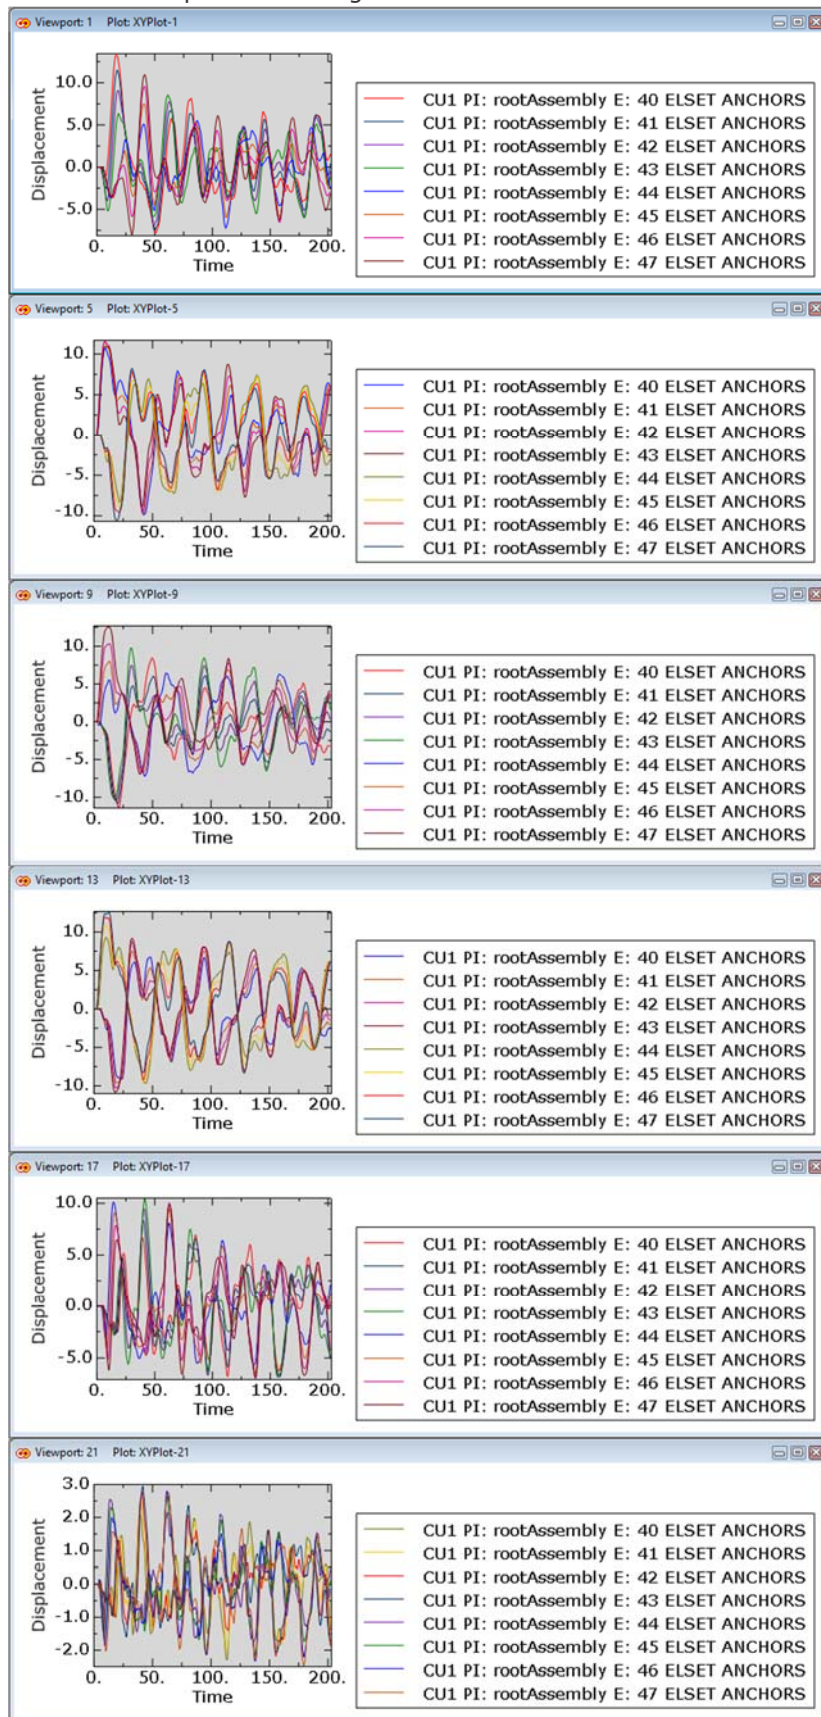 Viewport: 1 Plot: XYPlot-1
10.0
5.0
0.0
-5.0
Displacement
0. 50. 100. 150. 200.
Time
CU1 PI: rootAssembly E: 40 ELSET ANCHORS
CU1 PI: rootAssembly E: 41 ELSET ANCHORS
CU1 PI: rootAssembly E: 42 ELSET ANCHORS
CU1 PI: rootAssembly E: 43 ELSET ANCHORS
CU1 PI: rootAssembly E: 44 ELSET ANCHORS
CU1 PI: rootAssembly E: 45 ELSET ANCHORS
CU1 PI: rootAssembly E: 46 ELSET ANCHORS
CU1 PI: rootAssembly E: 47 ELSET ANCHORS
Viewport: 5 Plot: XYPlot-5
10.
5.
0.
-5.
-10.
Displacement
0. 50. 100. 150. 200.
Time
CU1 PI: rootAssembly E: 40 ELSET ANCHORS
CU1 PI: rootAssembly E: 41 ELSET ANCHORS
CU1 PI: rootAssembly E: 42 ELSET ANCHORS
CU1 PI: rootAssembly E: 43 ELSET ANCHORS
CU1 PI: rootAssembly E: 44 ELSET ANCHORS
CU1 PI: rootAssembly E: 45 ELSET ANCHORS
CU1 PI: rootAssembly E: 46 ELSET ANCHORS
CU1 PI: rootAssembly E: 47 ELSET ANCHORS
Viewport: 9 Plot: XYPlot-9
10.
5.
0.
-5.
-10.
Displacement
0. 50. 100. 150. 200.
Time
CU1 PI: rootAssembly E: 40 ELSET ANCHORS
CU1 PI: rootAssembly E: 41 ELSET ANCHORS
CU1 PI: rootAssembly E: 42 ELSET ANCHORS
CU1 PI: rootAssembly E: 43 ELSET ANCHORS
CU1 PI: rootAssembly E: 44 ELSET ANCHORS
CU1 PI: rootAssembly E: 45 ELSET ANCHORS
CU1 PI: rootAssembly E: 46 ELSET ANCHORS
CU1 PI: rootAssembly E: 47 ELSET ANCHORS
Viewport: 13 Plot: XYPlot-13
10.
5.
0.
-5.
-10.
Displacement
0. 50. 100. 150. 200.
Time
CU1 PI: rootAssembly E: 40 ELSET ANCHORS
CU1 PI: rootAssembly E: 41 ELSET ANCHORS
CU1 PI: rootAssembly E: 42 ELSET ANCHORS
CU1 PI: rootAssembly E: 43 ELSET ANCHORS
CU1 PI: rootAssembly E: 44 ELSET ANCHORS
CU1 PI: rootAssembly E: 45 ELSET ANCHORS
CU1 PI: rootAssembly E: 46 ELSET ANCHORS
CU1 PI: rootAssembly E: 47 ELSET ANCHORS
Viewport: 17 Plot: XYPlot-17
10.0
5.0
0.0
-5.0
Displacement
0. 50. 100. 150. 200.
Time
CU1 PI: rootAssembly E: 40 ELSET ANCHORS
CU1 PI: rootAssembly E: 41 ELSET ANCHORS
CU1 PI: rootAssembly E: 42 ELSET ANCHORS
CU1 PI: rootAssembly E: 43 ELSET ANCHORS
CU1 PI: rootAssembly E: 44 ELSET ANCHORS
CU1 PI: rootAssembly E: 45 ELSET ANCHORS
CU1 PI: rootAssembly E: 46 ELSET ANCHORS
CU1 PI: rootAssembly E: 47 ELSET ANCHORS
Viewport: 21 Plot: XYPlot-21
3.0
2.0
1.0
0.0
-1.0
-2.0
Displacement
0. 50. 100. 150. 200.
Time
CU1 PI: rootAssembly E: 40 ELSET ANCHORS
CU1 PI: rootAssembly E: 41 ELSET ANCHORS
CU1 PI: rootAssembly E: 42 ELSET ANCHORS
CU1 PI: rootAssembly E: 43 ELSET ANCHORS
CU1 PI: rootAssembly E: 44 ELSET ANCHORS
CU1 PI: rootAssembly E: 45 ELSET ANCHORS
CU1 PI: rootAssembly E: 46 ELSET ANCHORS
CU1 PI: rootAssembly E: 47 ELSET ANCHORS